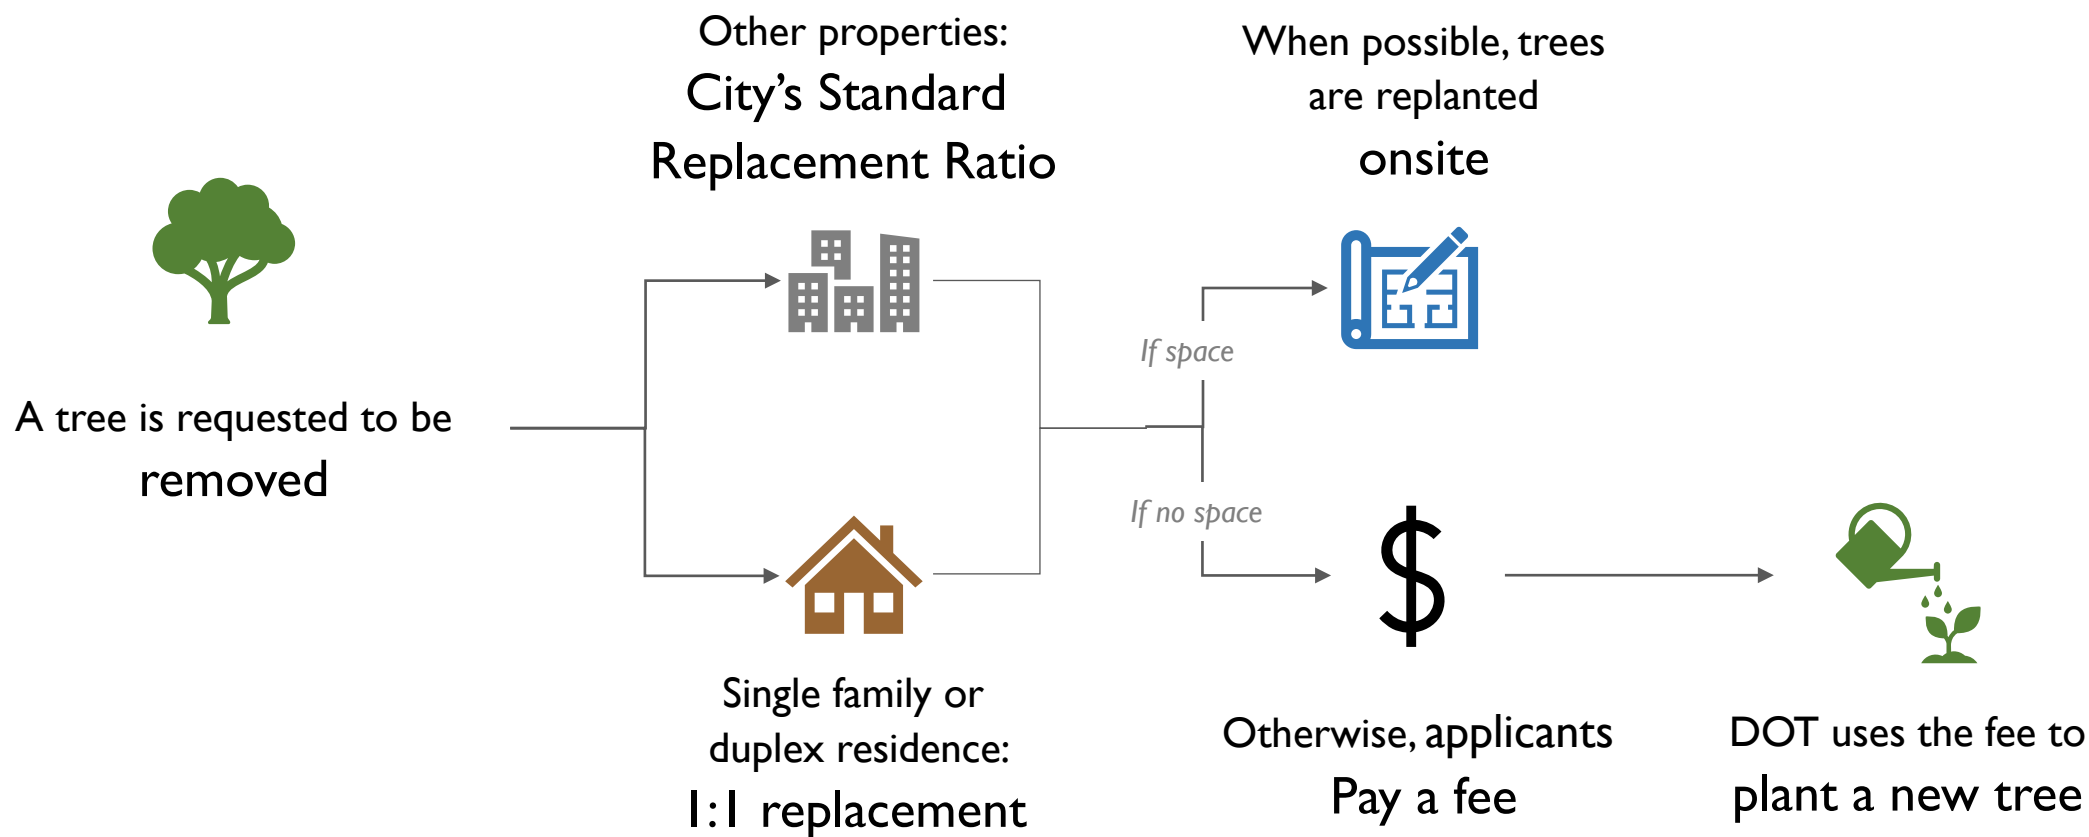 A tree is requested to be
removed
Other properties:
City’s Standard
Replacement Ratio
Single family or
duplex residence:
1:1 replacement
If space
When possible, trees
are replanted
onsite
If no space
$
Otherwise, applicants
Pay a fee
DOT uses the fee to
plant a new tree